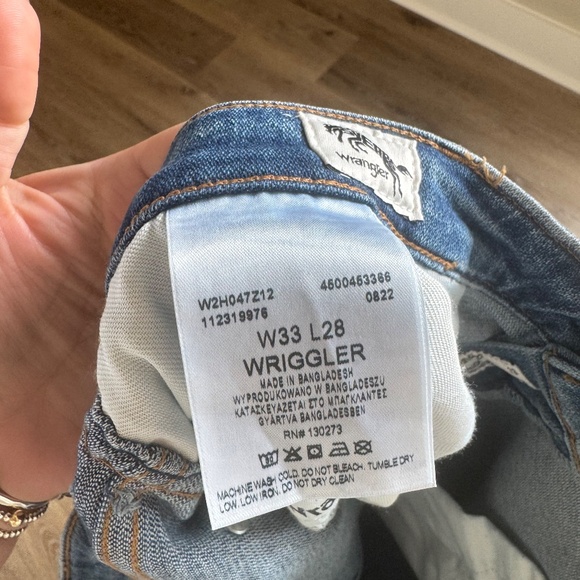 wrangler
W2H047Z12 4500453366
112319976 0822
W33 L28
WRIGGLER
MADE IN BANGLADESH
WYPRODUKOWANO W BANGLADESZU
ΚΑΤΑΣΚΕΥΑΖΕΤΑΙ ΣΤΟ ΜΠΑΓΚΛΑΝΤΕΣ
GYÁRTVA BANGLADESBEN
RN# 130273
MACHINE WASH COLD. DO NOT BLEACH. TUMBLE DRY
LOW. LOW IRON. DO NOT DRY CLEAN